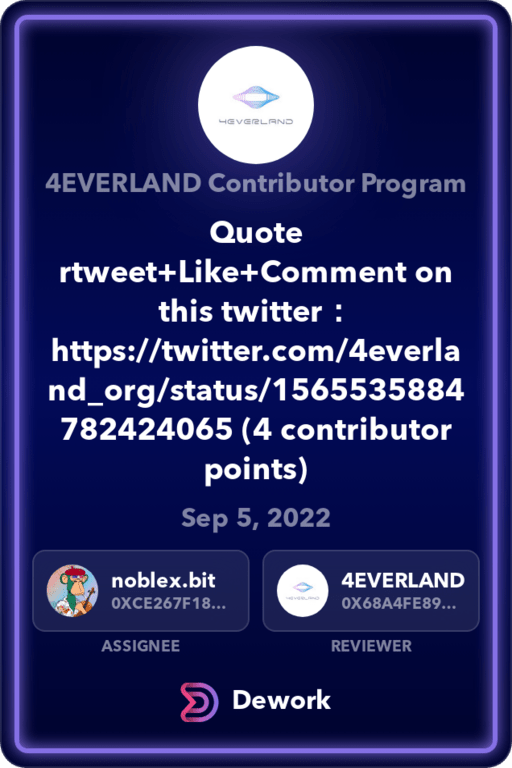 4EVERLAND
4EVERLAND Contributor Program
Quote
rtweet+Like+Comment on
this twitter：
https://twitter.com/4everla
nd_org/status/1565535884
782424065 (4 contributor
points)
Sep 5, 2022
noblex.bit
0XCE267F18...
ASSIGNEE
4EVERLAND
4EVERLAND
0X68A4FE89...
REVIEWER
Dework